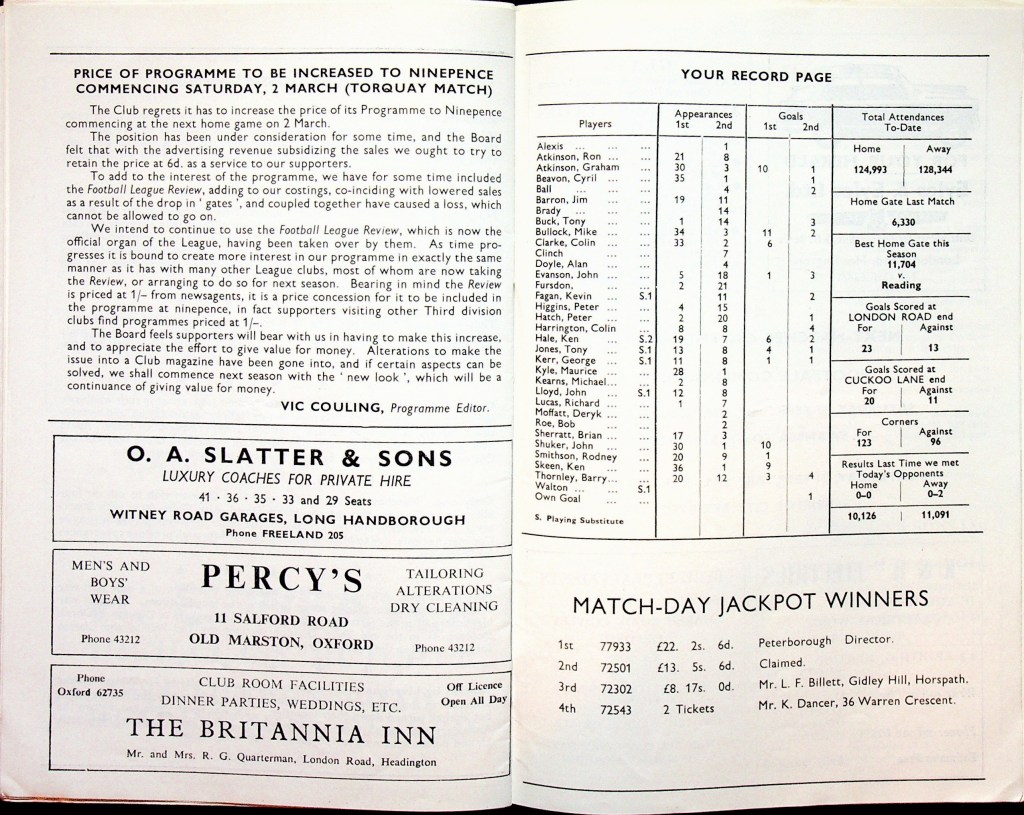 PRICE OF PROGRAMME TO BE INCREASED TO NINEPENCE
COMMENCING SATURDAY, 2 MARCH (TORQUAY MATCH)
The Club regrets it has to increase the price of its Programme to Ninepence
commencing at the next home game on 2 March.
The position has been under consideration for some time, and the Board
felt that with the advertising revenue subsidizing the sales we ought to try to
retain the price at 6d. as a service to our supporters.
To add to the interest of the programme, we have for some time included
the Football League Review, adding to our costings, co-inciding with lowered sales
as a result of the drop in ' gates ', and coupled together have caused a loss, which
cannot be allowed to go on.
We intend to continue to use the Football League Review, which is now the
official organ of the League, having been taken over by them. As time pro-
gresses it is bound to create more interest in our programme in exactly the same
manner as it has with many other League clubs, most of whom are now taking
the Review, or arranging to do so for next season. Bearing in mind the Review
is priced at 1/– from newsagents, it is a price concession for it to be included in
the programme at ninepence, in fact supporters visiting other Third division
clubs find programmes priced at 1/–.
The Board feels supporters will bear with us in having to make this increase,
and to appreciate the effort to give value for money. Alterations to make the
issue into a Club magazine have been gone into, and if certain aspects can be
solved, we shall commence next season with the ' new look ', which will be a
continuance of giving value for money.
VIC COULING, Programme Editor.
O. A. SLATTER & SONS
LUXURY COACHES FOR PRIVATE HIRE
41 · 36 · 35 · 33 and 29 Seats
WITNEY ROAD GARAGES, LONG HANDBOROUGH
Phone FREELAND 205
MEN'S AND
BOYS'
WEAR
Phone 43212
PERCY'S
11 SALFORD ROAD
OLD MARSTON, OXFORD
TAILORING
ALTERATIONS
DRY CLEANING
Phone 43212
Phone
Oxford 62735
CLUB ROOM FACILITIES
DINNER PARTIES, WEDDINGS, ETC.
Off Licence
Open All Day
THE BRITANNIA INN
Mr. and Mrs. R. G. Quarterman, London Road, Headington
YOUR RECORD PAGE
Players Appearances Goals
1st 2nd 1st 2nd
Alexis ... ... ... 1
Atkinson, Ron ... 21 8
Atkinson, Graham ... 30 3 10 1
Beavon, Cyril ... 35 1 1
Ball ... ... ... 4 2
Barron, Jim ... 19 11
Brady ... ... ... 14
Buck, Tony ... 1 14 3
Bullock, Mike ... 34 3 11 2
Clarke, Colin ... 33 2 6
Clinch ... ... 7
Doyle, Alan ... 4
Evanson, John ... 5 18 1 3
Fursdon, ... ... 2 21
Fagan, Kevin ... S.1 11 2
Higgins, Peter ... 4 15
Hatch, Peter ... 2 20 1
Harrington, Colin ... 8 8 4
Hale, Ken ... S.2 19 7 6 2
Jones, Tony ... S.1 13 8 4 1
Kerr, George ... S.1 11 8 1 1
Kyle, Maurice ... 28 1
Kearns, Michael... ... 2 8
Lloyd, John ... S.1 12 8
Lucas, Richard ... ... 1 7
Moffatt, Deryk ... ... 2
Roe, Bob ... ... 2
Sherratt, Brian ... ... 17 3
Shuker, John ... ... 30 1 10
Smithson, Rodney ... 20 9 1
Skeen, Ken ... ... 36 1 9
Thornley, Barry... ... 20 12 3 4
Walton ... ... S.1
Own Goal ... ... 1
S. Playing Substitute
Total Attendances
To-Date
Home Away
124,993 128,344
Home Gate Last Match
6,330
Best Home Gate this
Season
11,704
v.
Reading
Goals Scored at
LONDON ROAD end
For Against
23 13
Goals Scored at
CUCKOO LANE end
For Against
20 11
Corners
For Against
123 96
Results Last Time we met
Today's Opponents
Home Away
0–0 0–2
10,126 11,091
MATCH-DAY JACKPOT WINNERS
1st 77933 £22. 2s. 6d. Peterborough Director.
2nd 72501 £13. 5s. 6d. Claimed.
3rd 72302 £8. 17s. 0d. Mr. L. F. Billett, Gidley Hill, Horspath.
4th 72543 2 Tickets Mr. K. Dancer, 36 Warren Crescent.